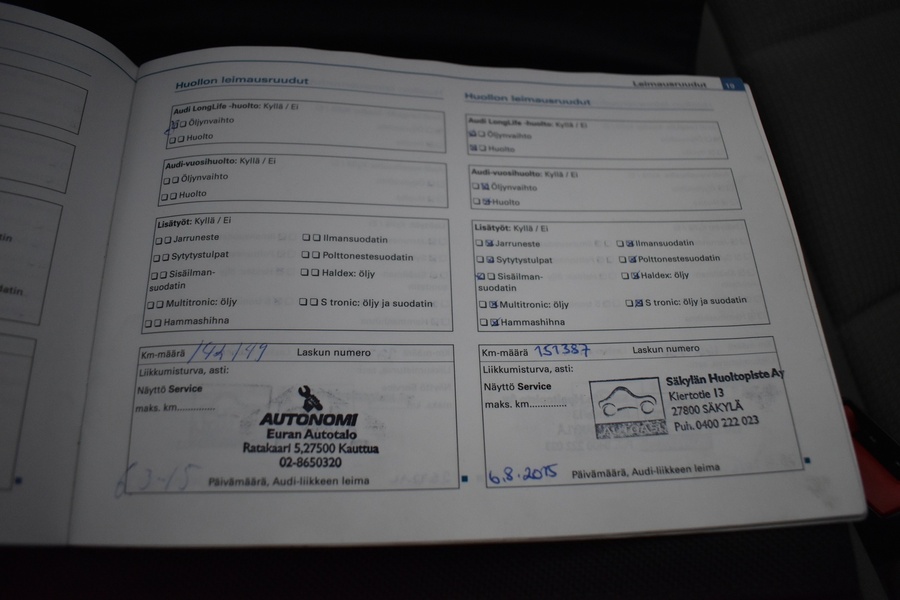 Leimausruudut 15
Huollon leimausruudut
Audi LongLife -huolto: Kyllä / Ei
Öljynvaihto
Huolto
Audi-vuosihuolto: Kyllä / Ei
Öljynvaihto
Huolto
Lisätyöt: Kyllä / Ei
Jarruneste
Ilmansuodatin
Sytytystulpat
Polttonestesuodatin
Sisäilman-
suodatin
Haldex: öljy
Multitronic: öljy
S tronic: öljy ja suodatin
Hammashihna
Km-määrä 142149 Laskun numero
Liikkumisturva, asti:
Näyttö Service
maks. km.............
AUTONOMI
Euran Autotalo
Ratakaari 5,27500 Kauttua
02-8650320
6 3-15
Päivämäärä, Audi-liikkeen leima
Huollon leimausruudut
Audi LongLife -huolto: Kyllä / Ei
Öljynvaihto
Huolto
Audi-vuosihuolto: Kyllä / Ei
Öljynvaihto
Huolto
Lisätyöt: Kyllä / Ei
Jarruneste
Ilmansuodatin
Sytytystulpat
Polttonestesuodatin
Sisäilman-
suodatin
Haldex: öljy
Multitronic: öljy
S tronic: öljy ja suodatin
Hammashihna
Km-määrä 151387 Laskun numero
Liikkumisturva, asti:
Näyttö Service
maks. km.............
Säkylän Huoltopiste Ay
Kiertotie 13
27800 SÄKYLÄ
Puh. 0400 222 023
AUTOASI
6.8.2015 Päivämäärä, Audi-liikkeen leima